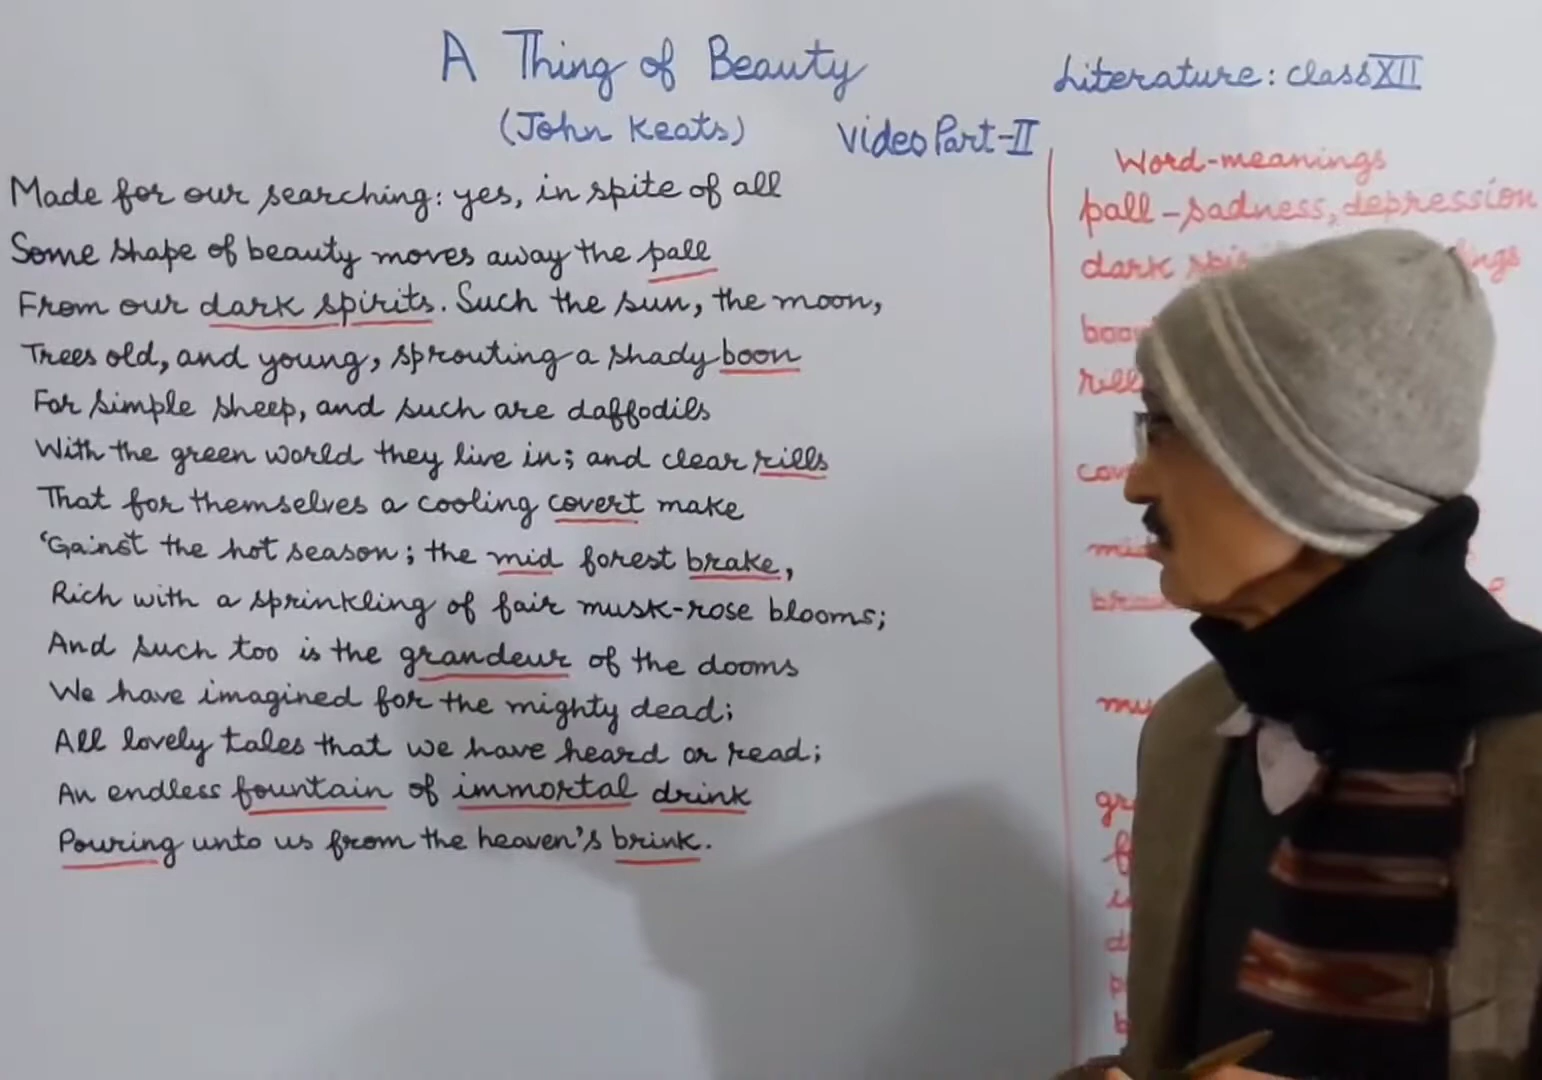 A Thing of Beauty
(John Keats)
Literature: class XII
Video Part-II
Made for our searching: yes, in spite of all
Some shape of beauty moves away the pall
From our dark spirits. Such the sun, the moon,
Trees old, and young, sprouting a shady boon
For simple sheep, and such are daffodils
With the green world they live in; and clear rills
That for themselves a cooling covert make
'Gainst the hot season; the mid forest brake,
Rich with a sprinkling of fair musk-rose blooms;
And such too is the grandeur of the dooms
We have imagined for the mighty dead;
All lovely tales that we have heard or read;
An endless fountain of immortal drink
Pouring unto us from the heaven's brink.
Word-meanings
pall - sadness, depression
dark